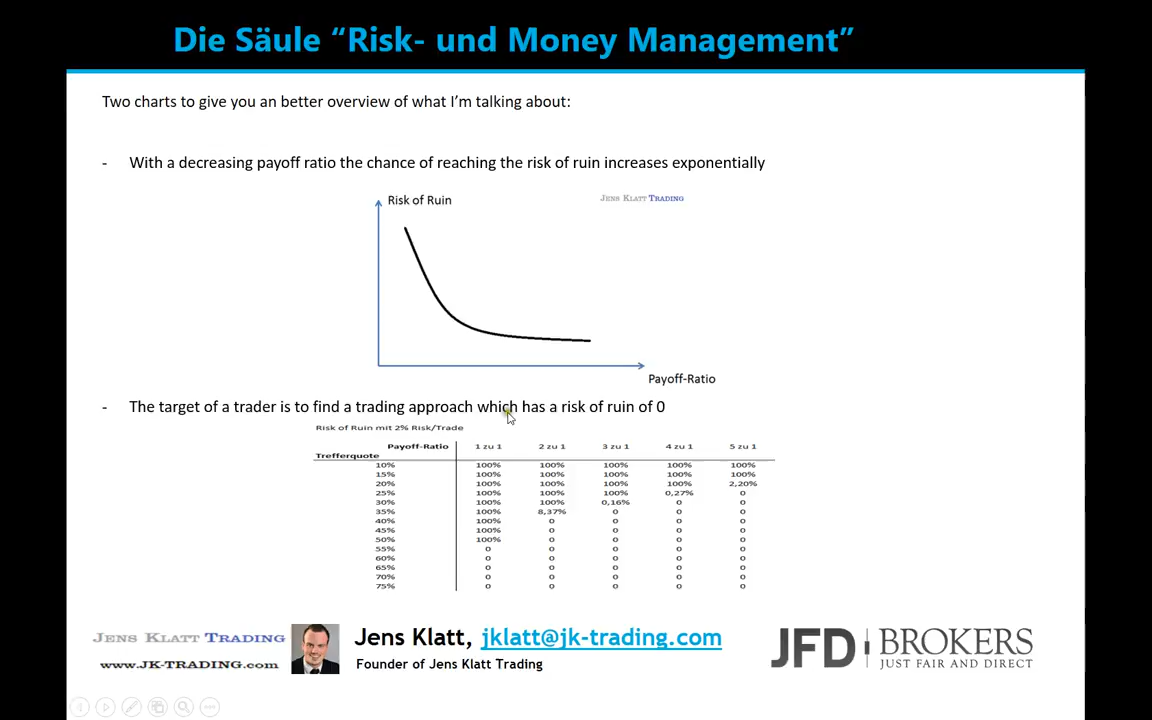 Die Säule “Risk- und Money Management”
Two charts to give you an better overview of what I’m talking about:
- With a decreasing payoff ratio the chance of reaching the risk of ruin increases exponentially
Risk of Ruin
JENS KLATT TRADING
Payoff-Ratio
- The target of a trader is to find a trading approach which has a risk of ruin of 0
Risk of Ruin mit 2% Risk/Trade
Payoff-Ratio 1 zu 1 2 zu 1 3 zu 1 4 zu 1 5 zu 1
Trefferquote
10% 100% 100% 100% 100% 100%
15% 100% 100% 100% 100% 100%
20% 100% 100% 100% 100% 2,20%
25% 100% 100% 100% 0,27% 0
30% 100% 100% 0,16% 0 0
35% 100% 8,37% 0 0 0
40% 100% 0 0 0 0
45% 100% 0 0 0 0
50% 100% 0 0 0 0
55% 0 0 0 0 0
60% 0 0 0 0 0
65% 0 0 0 0 0
70% 0 0 0 0 0
75% 0 0 0 0 0
JENS KLATT TRADING
www.JK-TRADING.com
Jens Klatt, jklatt@jk-trading.com
Founder of Jens Klatt Trading
JFD BROKERS
JUST FAIR AND DIRECT